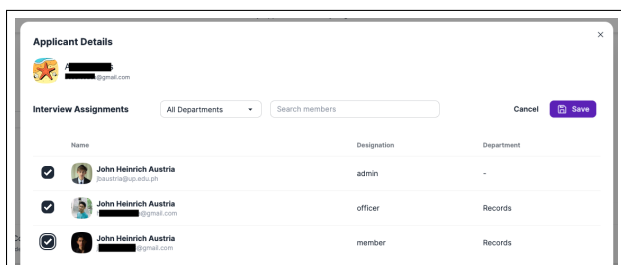 Applicant Details
@gmail.com
Interview Assignments All Departments Search members Cancel Save
Name Designation Department
John Heinrich Austria
jbaustria@up.edu.ph
admin -
John Heinrich Austria
@gmail.com
officer Records
John Heinrich Austria
@gmail.com
member Records